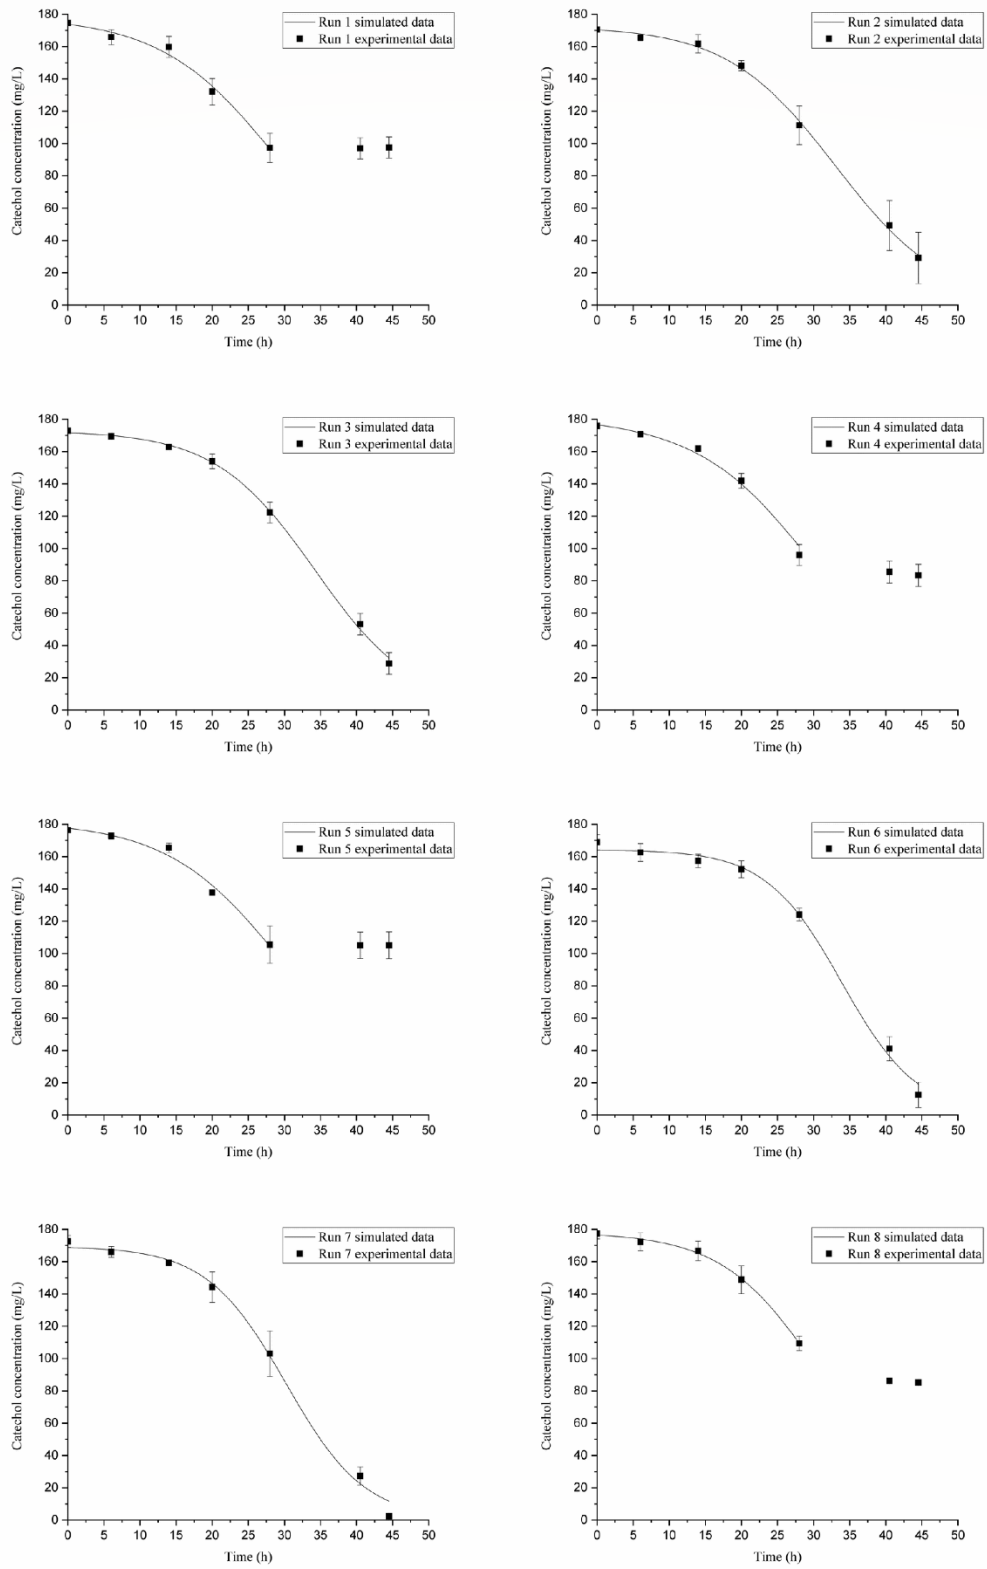 Run 1 simulated data
Run 1 experimental data
Catechol concentration (mg/L)
180
160
140
120
100
80
60
40
20
0
0 5 10 15 20 25 30 35 40 45 50
Time (h)
Run 2 simulated data
Run 2 experimental data
Catechol concentration (mg/L)
180
160
140
120
100
80
60
40
20
0
0 5 10 15 20 25 30 35 40 45 50
Time (h)
Run 3 simulated data
Run 3 experimental data
Catechol concentration (mg/L)
180
160
140
120
100
80
60
40
20
0
0 5 10 15 20 25 30 35 40 45 50
Time (h)
Run 4 simulated data
Run 4 experimental data
Catechol concentration (mg/L)
180
160
140
120
100
80
60
40
20
0
0 5 10 15 20 25 30 35 40 45 50
Time (h)
Run 5 simulated data
Run 5 experimental data
Catechol concentration (mg/L)
180
160
140
120
100
80
60
40
20
0
0 5 10 15 20 25 30 35 40 45 50
Time (h)
Run 6 simulated data
Run 6 experimental data
Catechol concentration (mg/L)
180
160
140
120
100
80
60
40
20
0
0 5 10 15 20 25 30 35 40 45 50
Time (h)
Run 7 simulated data
Run 7 experimental data
Catechol concentration (mg/L)
180
160
140
120
100
80
60
40
20
0
0 5 10 15 20 25 30 35 40 45 50
Time (h)
Run 8 simulated data
Run 8 experimental data
Catechol concentration (mg/L)
180
160
140
120
100
80
60
40
20
0
0 5 10 15 20 25 30 35 40 45 50
Time (h)